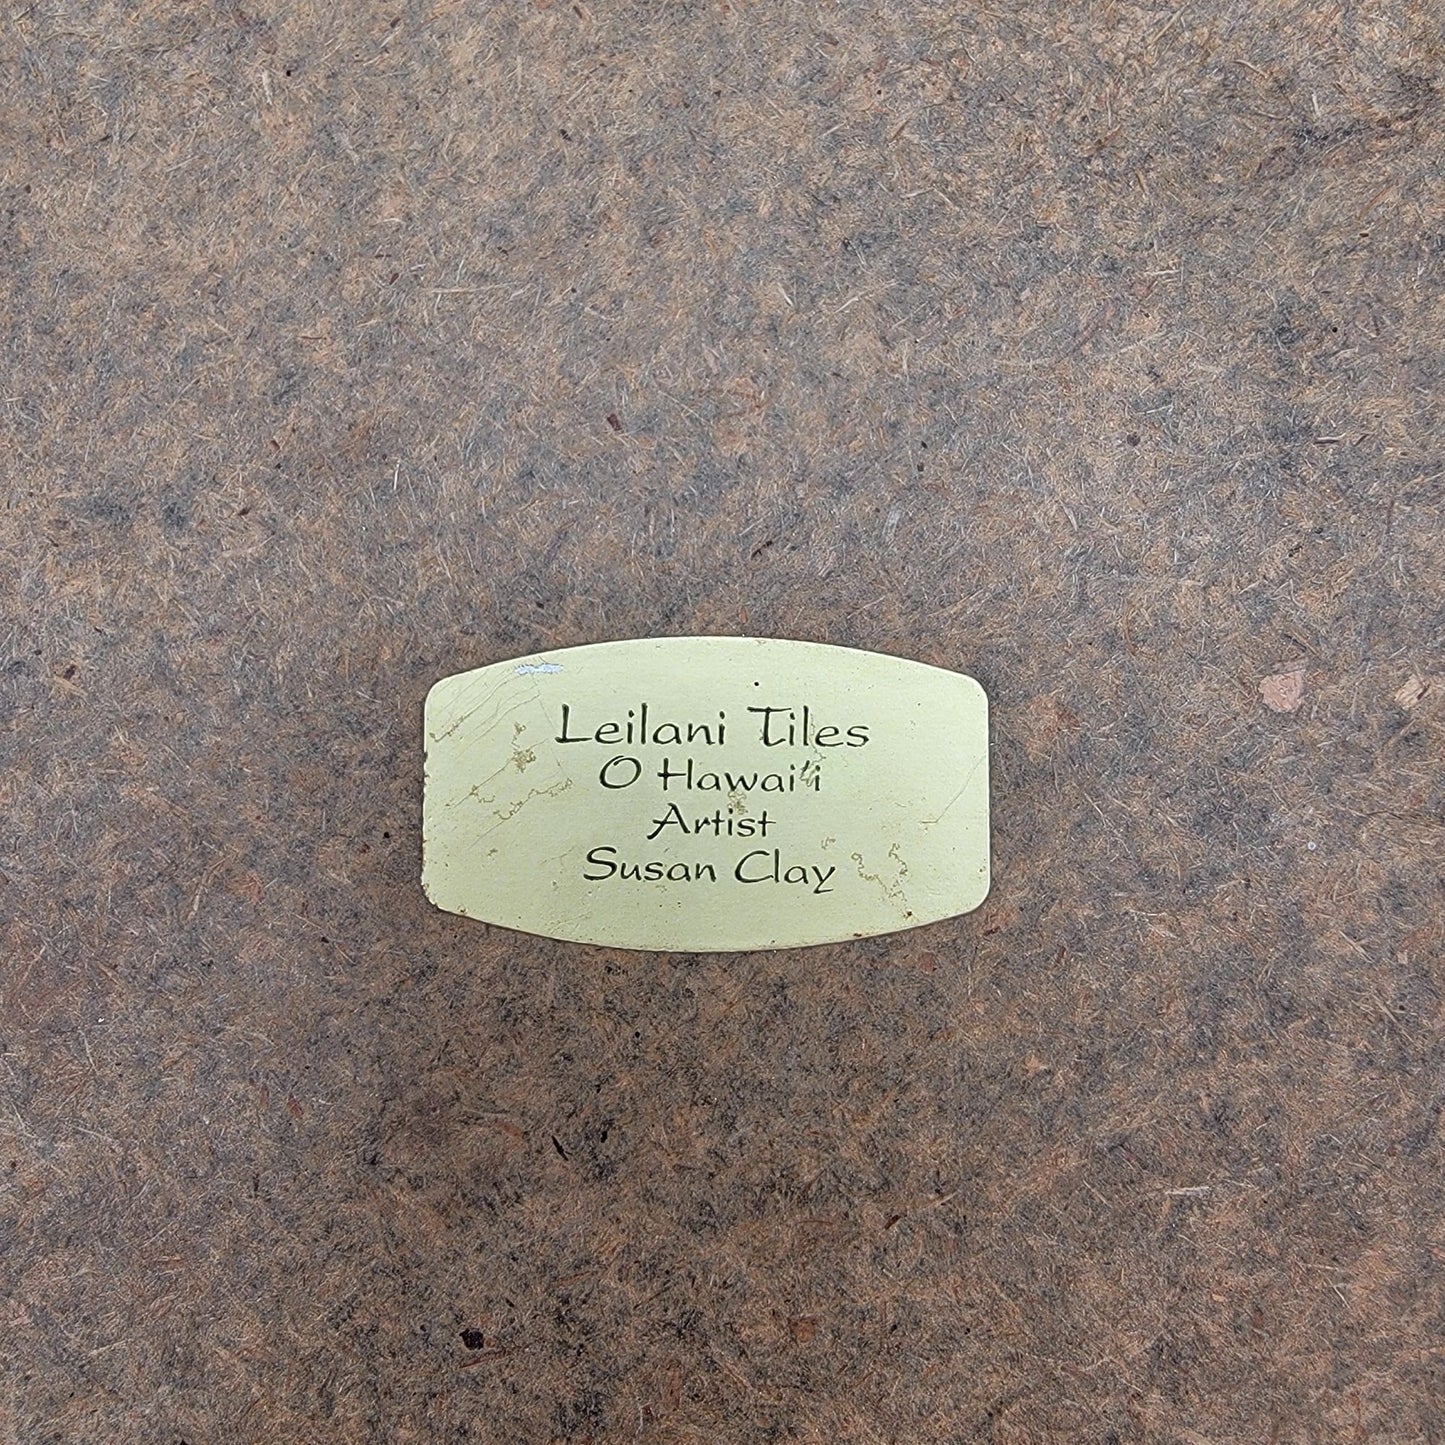 Leilani Tiles
O Hawai'i
Artist
Susan Clay